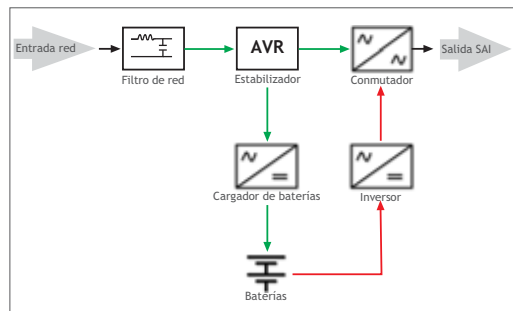 Entrada red
Filtro de red
AVR
Estabilizador
Conmutador
Salida SAI
Cargador de baterías
Inversor
Baterías